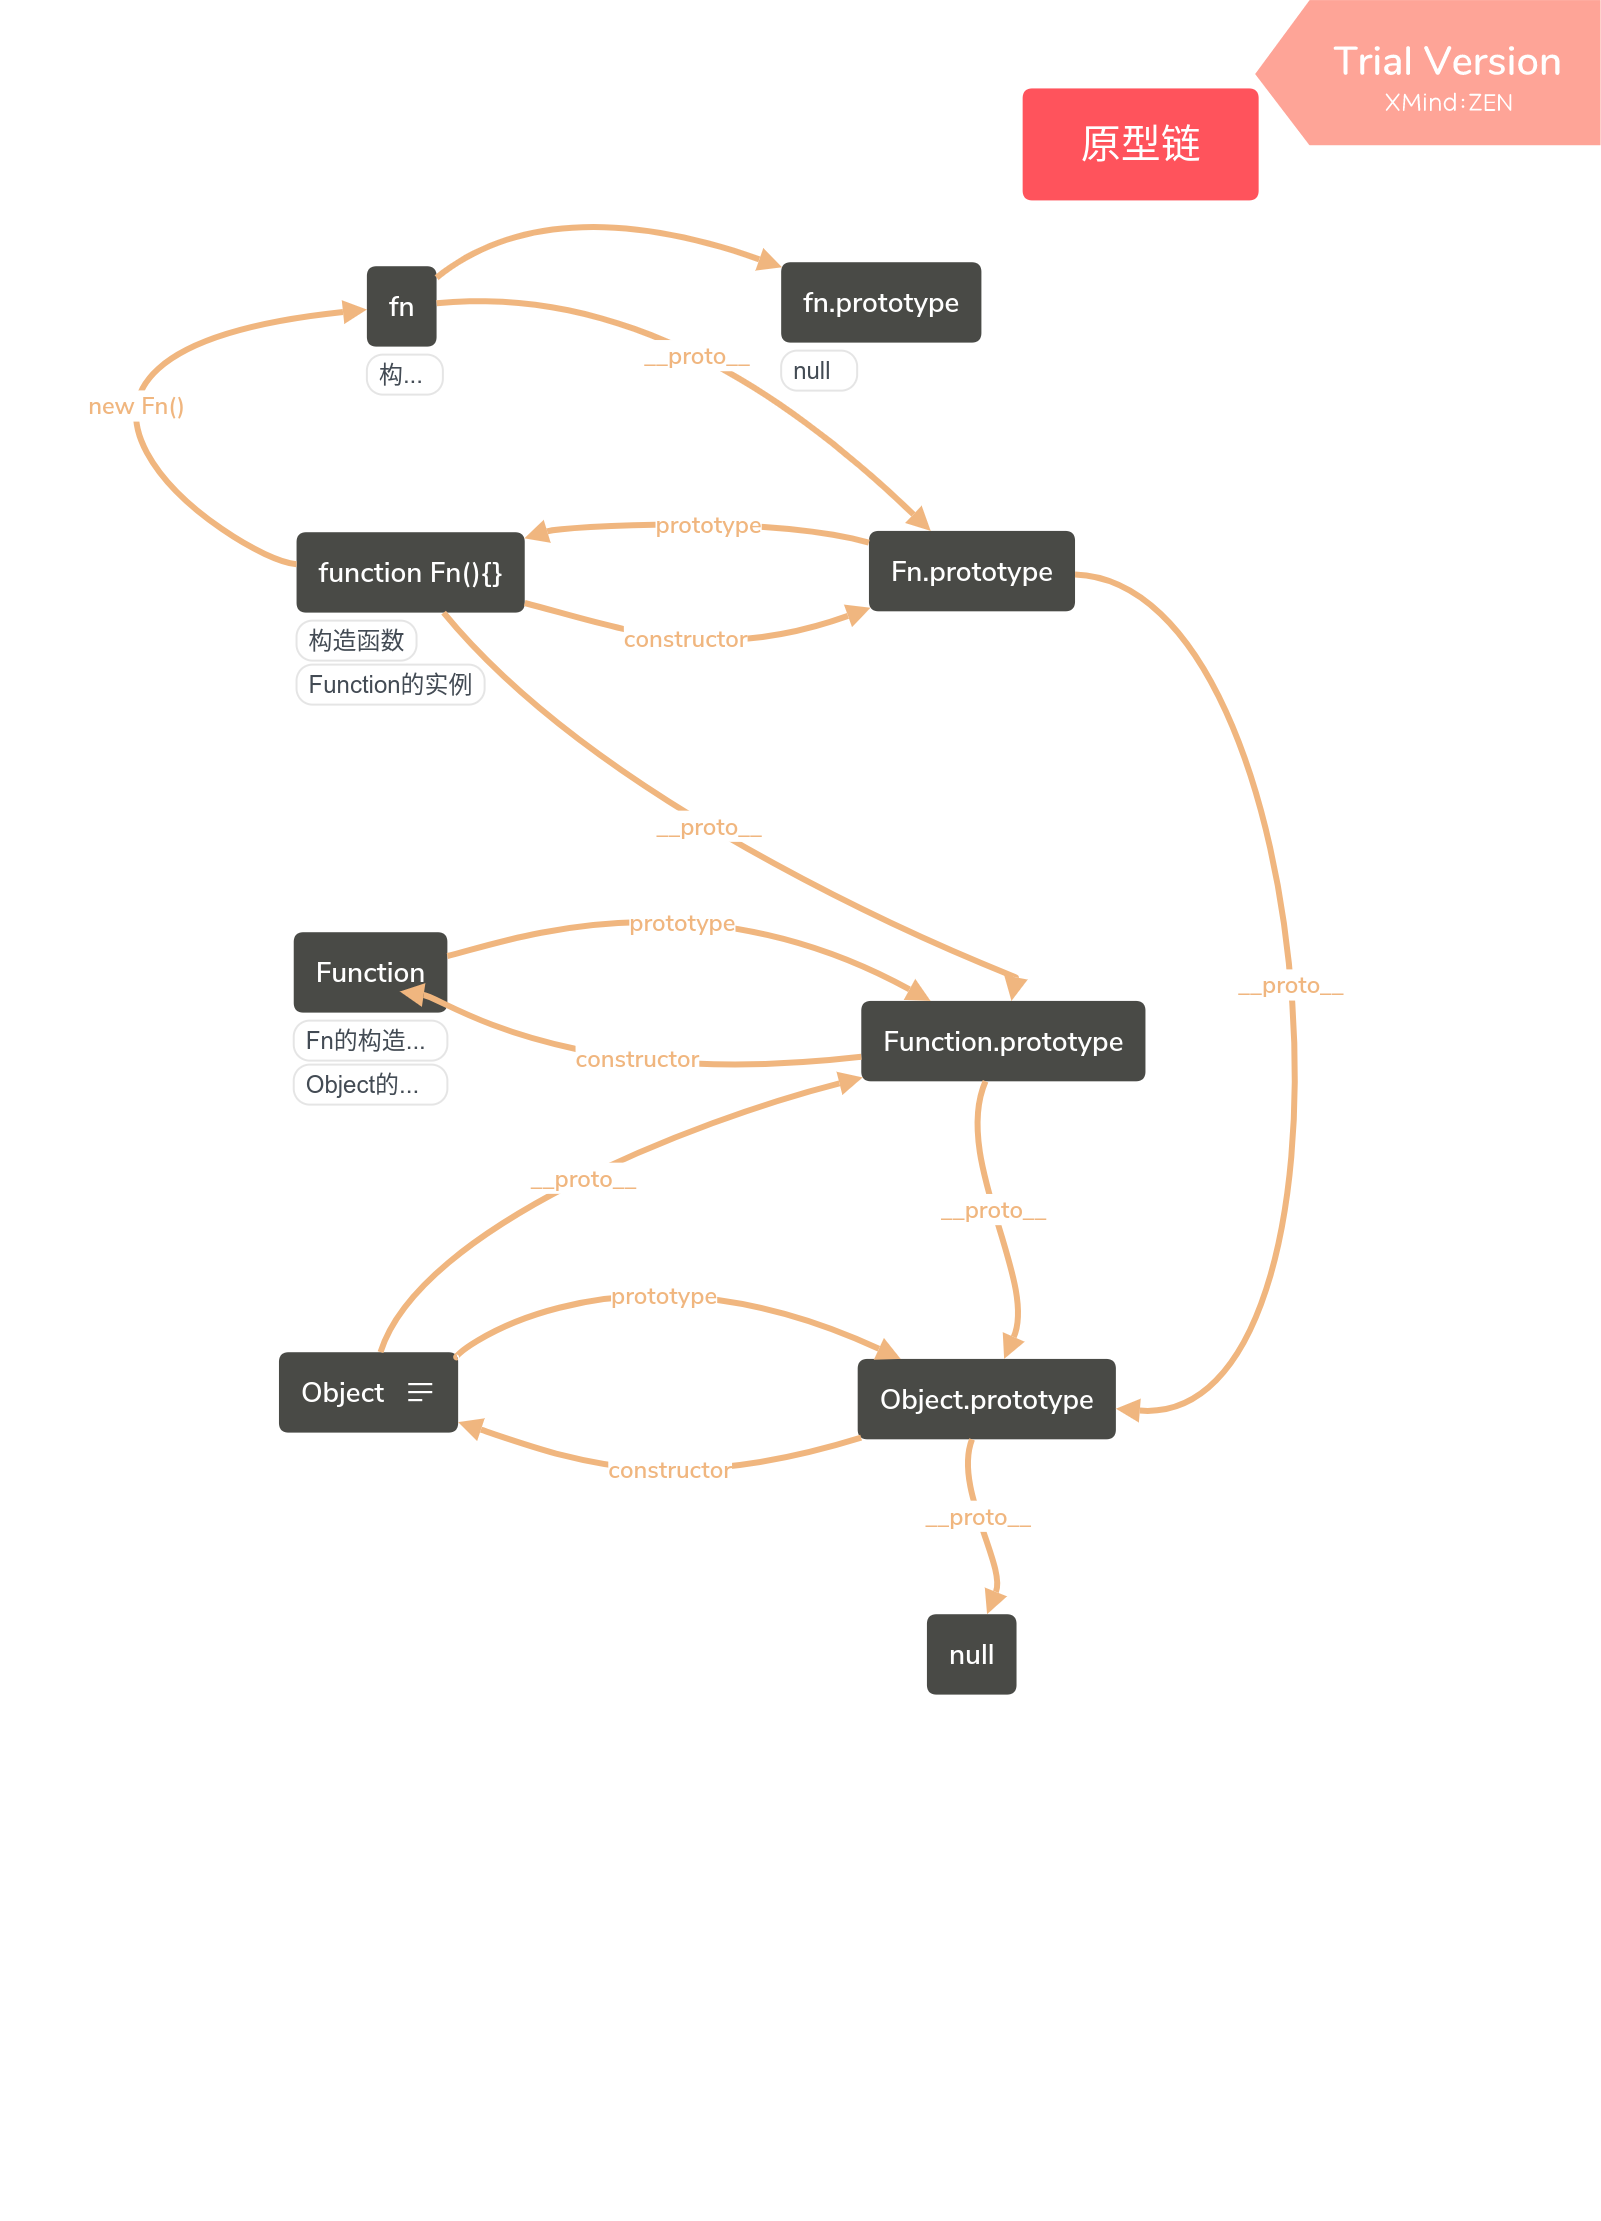 Trial Version
XMind:ZEN
原型链
fn
fn.prototype
构...
__proto__
null
new Fn()
prototype
function Fn(){}
Fn.prototype
构造函数
constructor
Function的实例
__proto__
prototype
Function
__proto__
Fn的构造...
Function.prototype
constructor
Object的...
__proto__
__proto__
prototype
Object
Object.prototype
constructor
__proto__
null